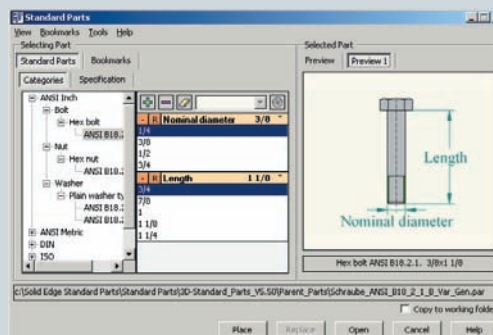 Standard Parts
View Bookmarks Tools Help
Selecting Part
Standard Parts Bookmarks
Categories Specification
ANSI Inch
Bolt
Hex bolt
ANSI B18.2
Nut
Hex nut
ANSI B18.:
Washer
Plain washer ty
ANSI B18.:
ANSI B18.:
ANSI Metric
DIN
ISO
- R Nominal diameter 3/8 "
1/4
3/8
1/2
3/4
- R Length 1 1/8 "
3/4
7/8
1
1 1/8
1 1/4
Selected Part
Preview Preview 1
Length
Nominal diameter
Hex bolt ANSI B18.2.1. 3/8x1 1/8
c:\Solid Edge Standard Parts\Standard Parts\3D-Standard_Parts_V5.50\Parent_Parts\Schraube_ANSI_B10_2_1_B_Var_Gen.par
Copy to working folder
Place Replace Open Cancel Help